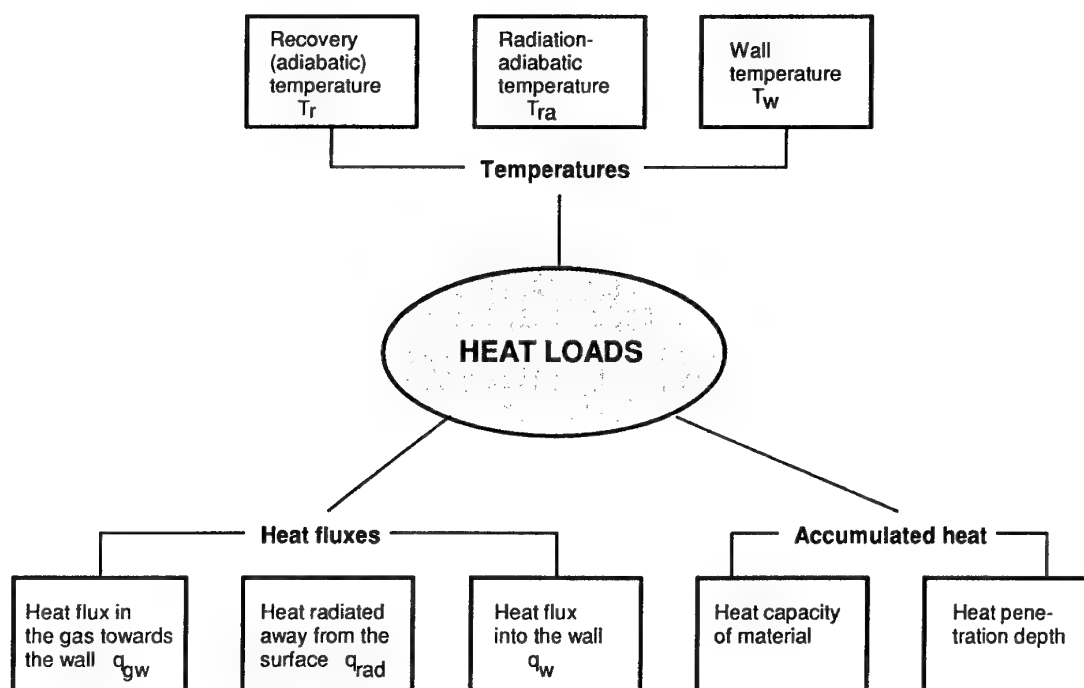 Recovery
(adiabatic)
temperature
Tr
Radiation-
adiabatic
temperature
Tra
Wall
temperature
Tw
Temperatures
HEAT LOADS
Heat fluxes
Accumulated heat
Heat flux in
the gas towards
the wall qgw
Heat radiated
away from the
surface qrad
Heat flux
into the wall
qw
Heat capacity
of material
Heat pene-
tration depth